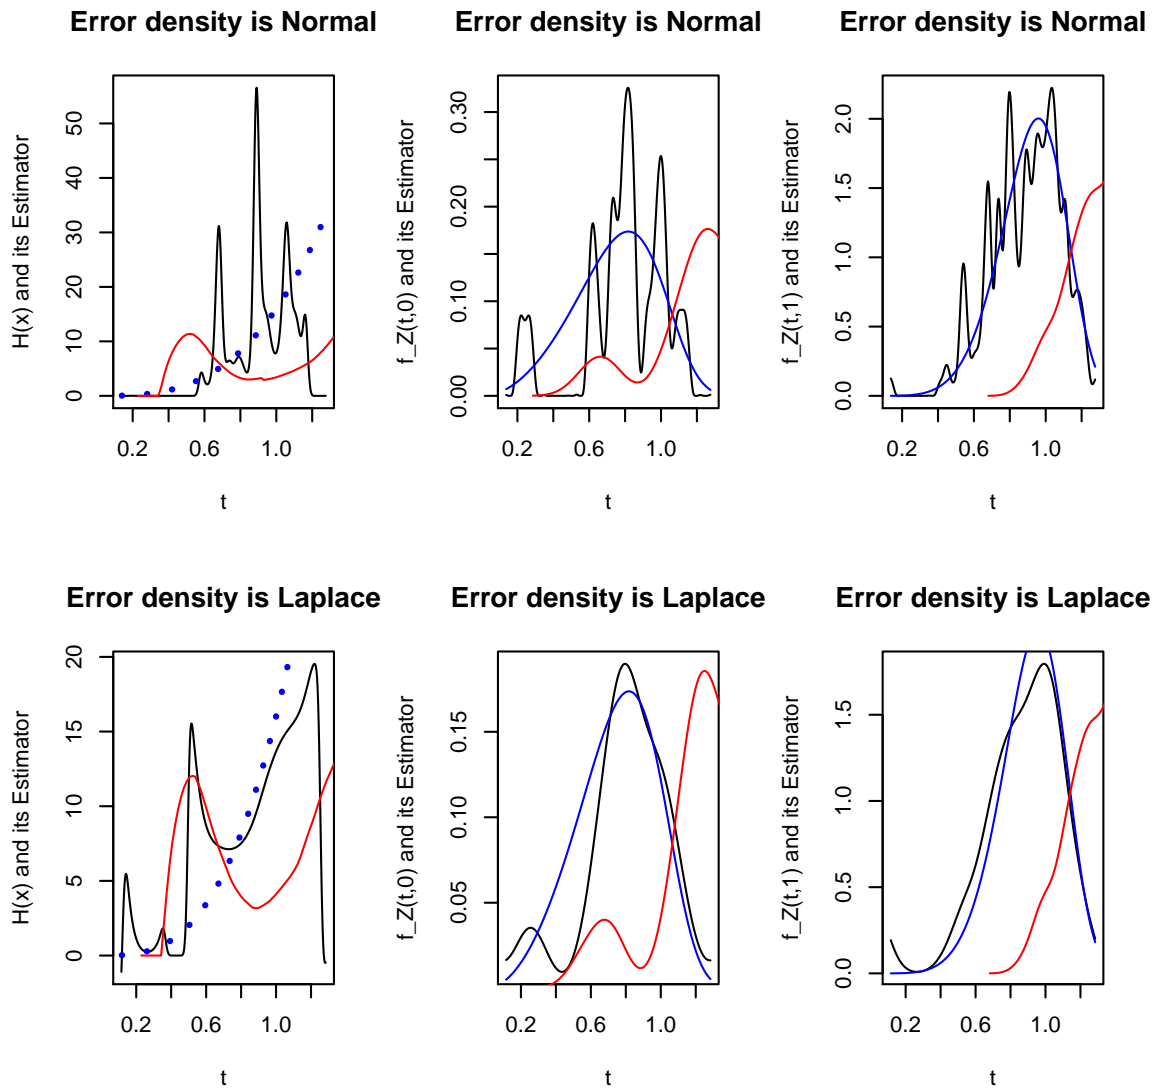 Error density is Normal
H(x) and its Estimator
0 10 20 30 40 50
0.2 0.6 1.0
t
Error density is Normal
f_Z(t,0) and its Estimator
0.00 0.10 0.20 0.30
0.2 0.6 1.0
t
Error density is Normal
f_Z(t,1) and its Estimator
0.0 0.5 1.0 1.5 2.0
0.2 0.6 1.0
t
Error density is Laplace
H(x) and its Estimator
0 5 10 15 20
0.2 0.6 1.0
t
Error density is Laplace
f_Z(t,0) and its Estimator
0.05 0.10 0.15
0.2 0.6 1.0
t
Error density is Laplace
f_Z(t,1) and its Estimator
0.0 0.5 1.0 1.5
0.2 0.6 1.0
t